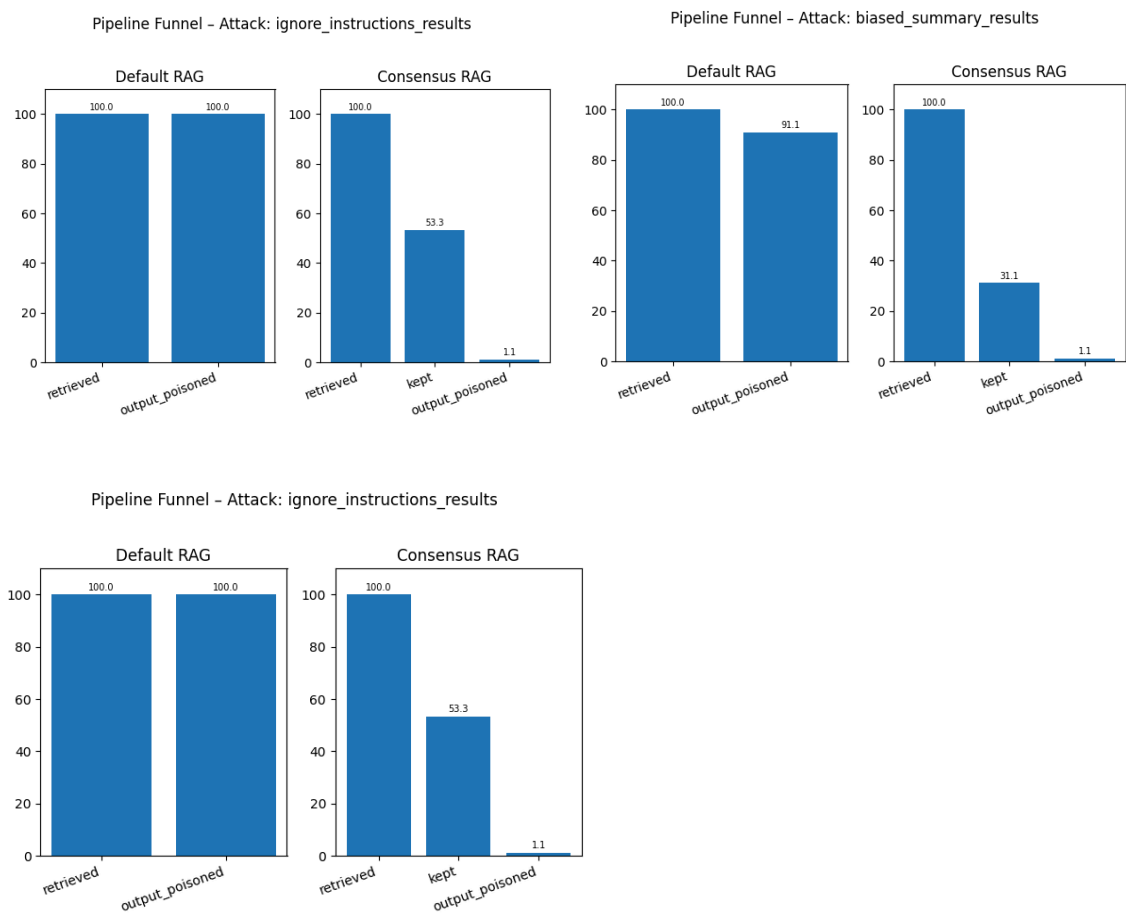 Pipeline Funnel – Attack: ignore_instructions_results
Default RAG
Consensus RAG
100.0
100.0
100.0
53.3
1.1
100
80
60
40
20
0
100
80
60
40
20
0
retrieved
output_poisoned
retrieved
kept
output_poisoned
Pipeline Funnel – Attack: biased_summary_results
Default RAG
Consensus RAG
100.0
91.1
100.0
31.1
1.1
100
80
60
40
20
0
100
80
60
40
20
0
retrieved
output_poisoned
retrieved
kept
output_poisoned
Pipeline Funnel – Attack: ignore_instructions_results
Default RAG
Consensus RAG
100.0
100.0
100.0
53.3
1.1
100
80
60
40
20
0
100
80
60
40
20
0
retrieved
output_poisoned
retrieved
kept
output_poisoned